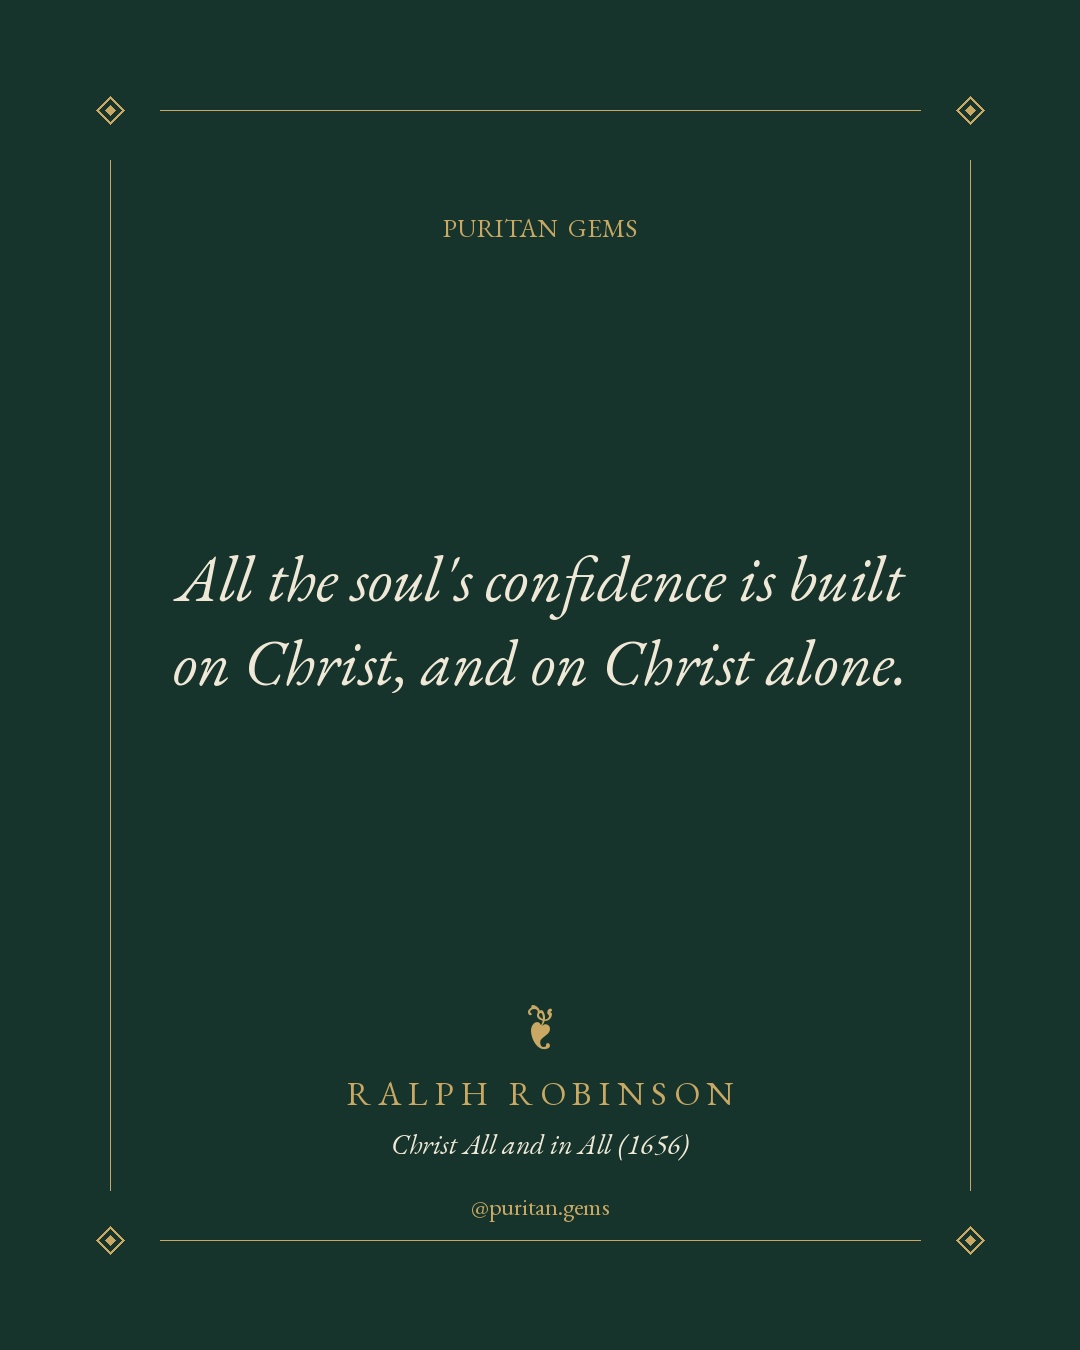 PURITAN GEMS
All the soul's confidence is built
on Christ, and on Christ alone.
RALPH ROBINSON
Christ All and in All (1656)
@puritan.gems